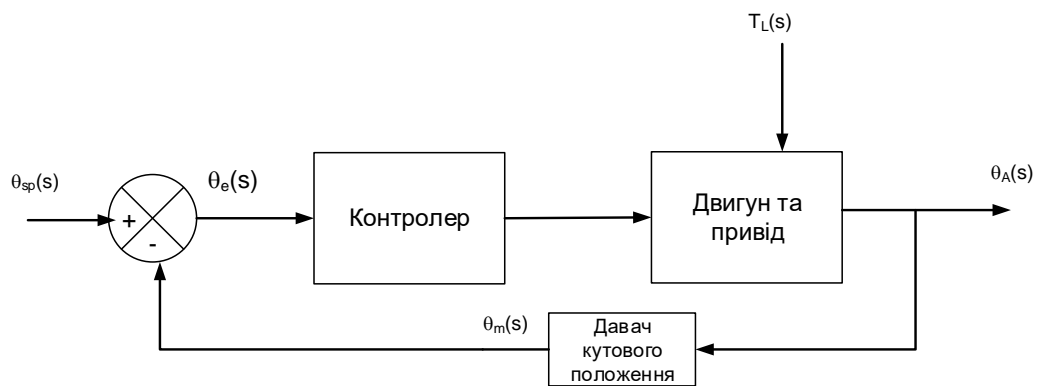 T_L(s)
θ_sp(s)
θ_e(s)
θ_A(s)
+
-
Контролер
Двигун та
привід
θ_m(s)
Давач
кутового
положення